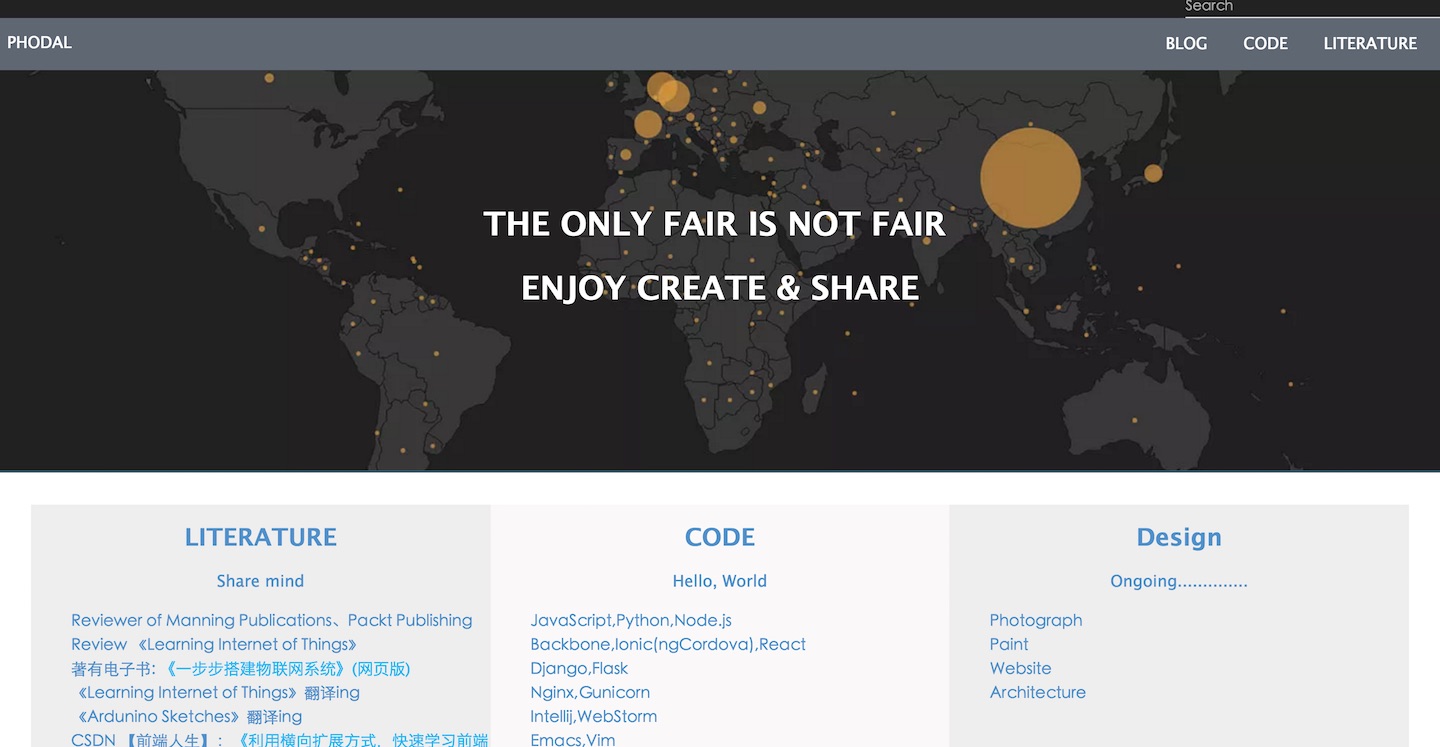 Search
PHODAL
BLOG CODE LITERATURE
THE ONLY FAIR IS NOT FAIR
ENJOY CREATE & SHARE
LITERATURE
Share mind
Reviewer of Manning Publications、Packt Publishing
Review 《Learning Internet of Things》
著有电子书: 《一步步搭建物联网系统》(网页版)
《Learning Internet of Things》翻译ing
《Ardunino Sketches》翻译ing
CSDN 【前端人生】： 《利用横向扩展方式，快速学习前端
CODE
Hello, World
JavaScript,Python,Node.js
Backbone,Ionic(ngCordova),React
Django,Flask
Nginx,Gunicorn
Intellij,WebStorm
Emacs,Vim
Design
Ongoing..............
Photograph
Paint
Website
Architecture